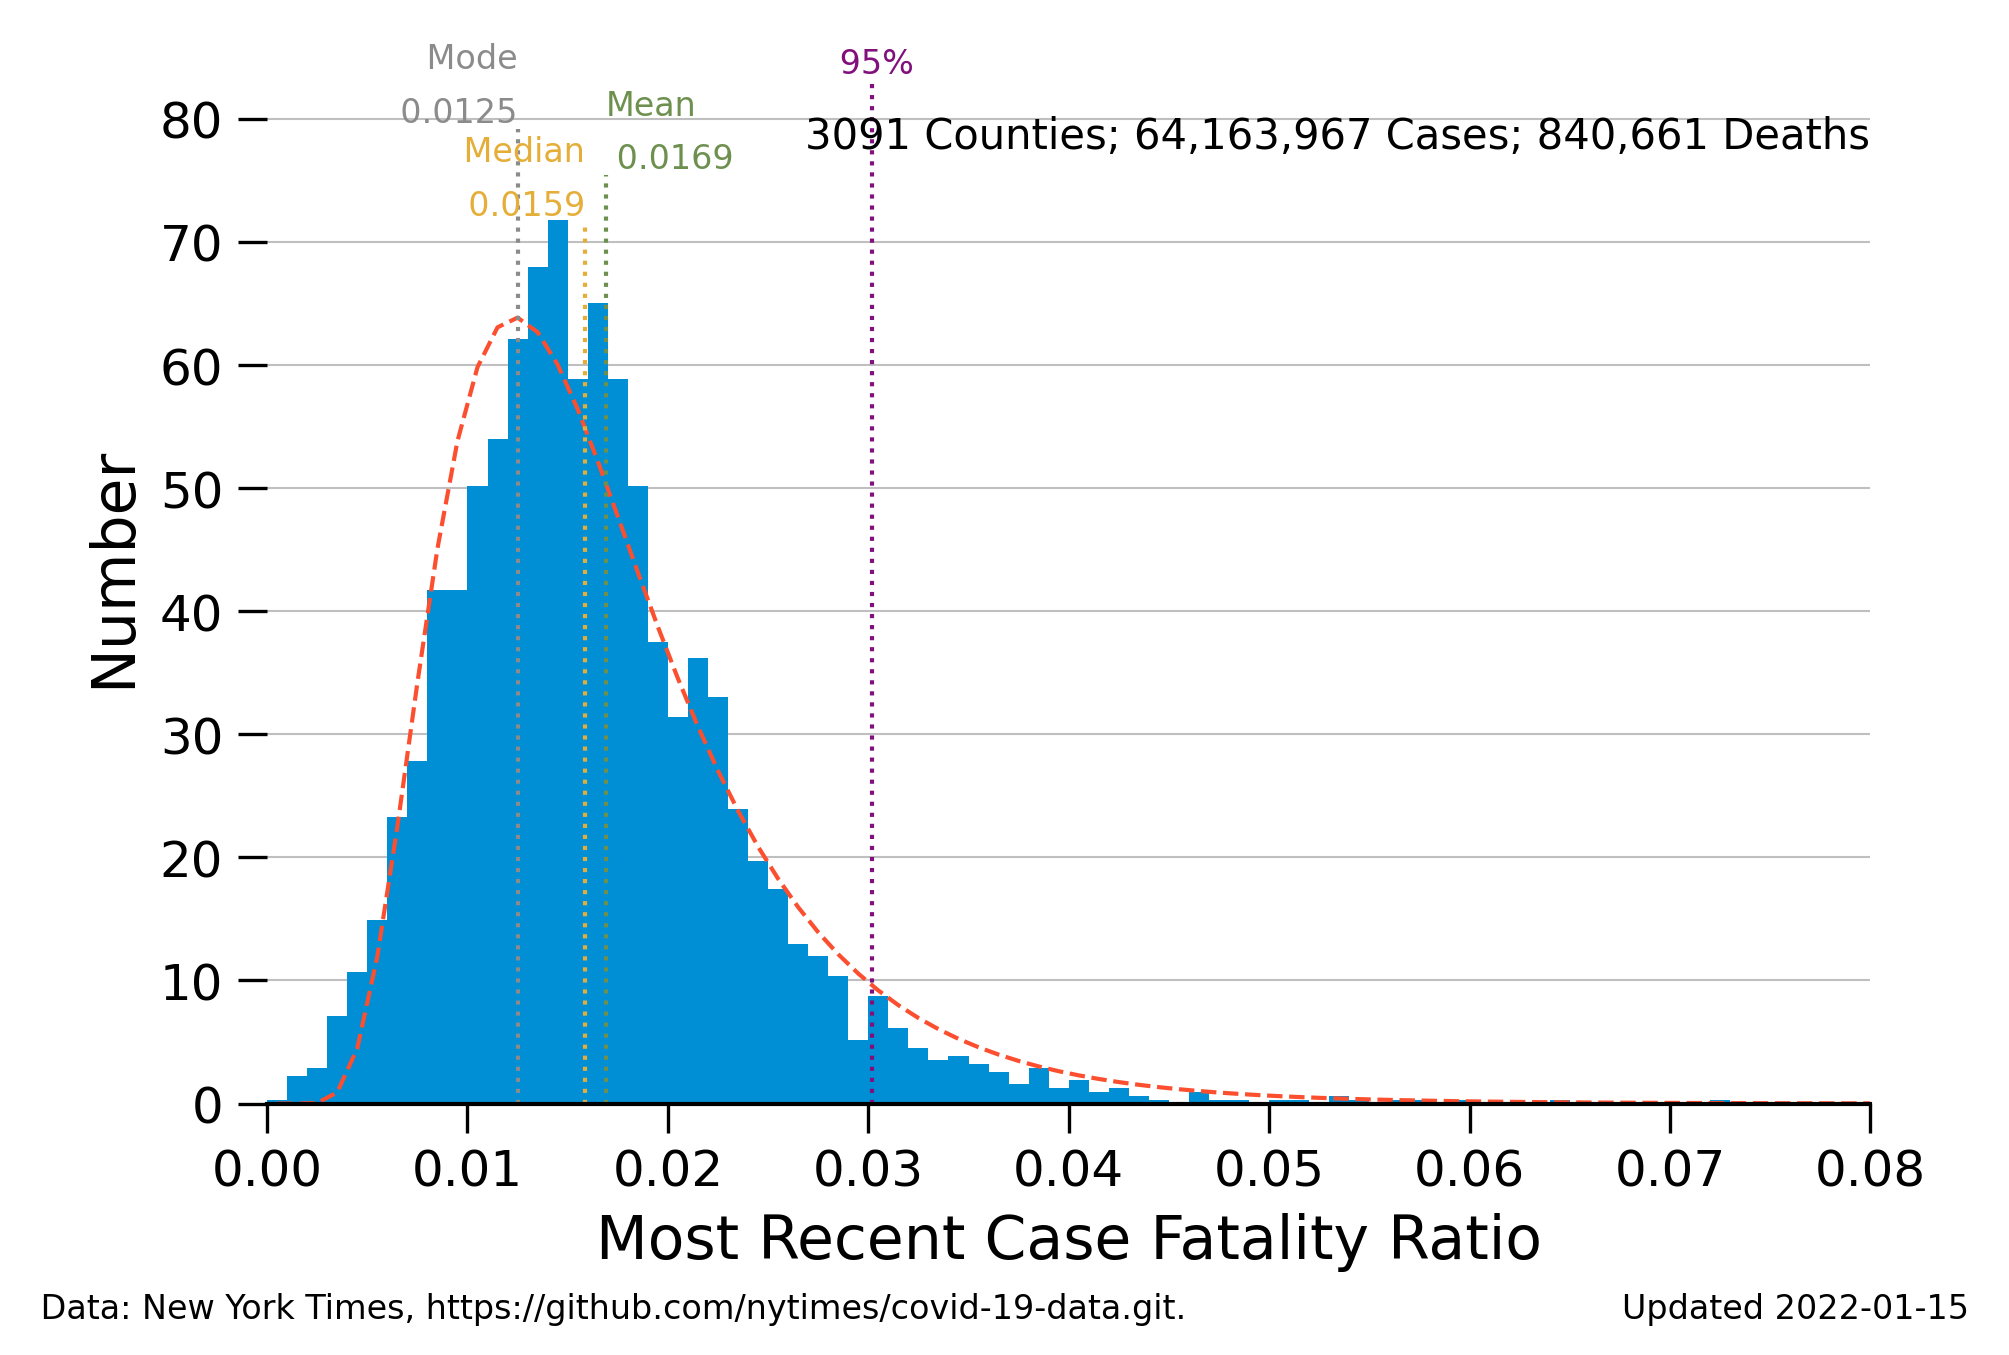 Mode
0.0125
95%
Mean
0.0169
Median
0.0159
3091 Counties; 64,163,967 Cases; 840,661 Deaths
80
70
60
50
40
30
20
10
0
Number
0.00 0.01 0.02 0.03 0.04 0.05 0.06 0.07 0.08
Most Recent Case Fatality Ratio
Data: New York Times, https://github.com/nytimes/covid-19-data.git.
Updated 2022-01-15